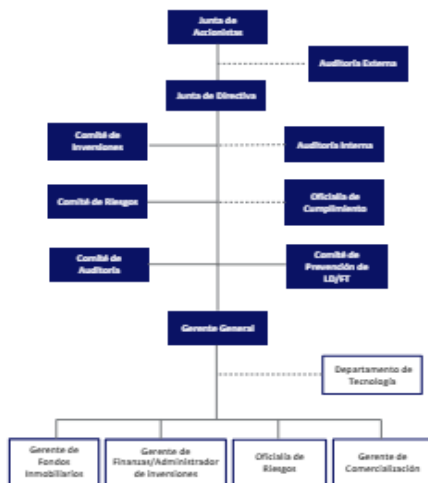 Junta de
Accionistas
Auditoría Externa
Junta de Directiva
Comité de
Inversiones
Auditoría Interna
Comité de Riesgos
Oficialía de
Cumplimiento
Comité de
Auditoría
Comité de
Prevención de
LD/FT
Gerente General
Departamento de
Tecnología
Gerente de
Fondos
Inmobiliarios
Gerente de
Finanzas/Administrador
de inversiones
Oficialía de
Riesgos
Gerente de
Comercialización